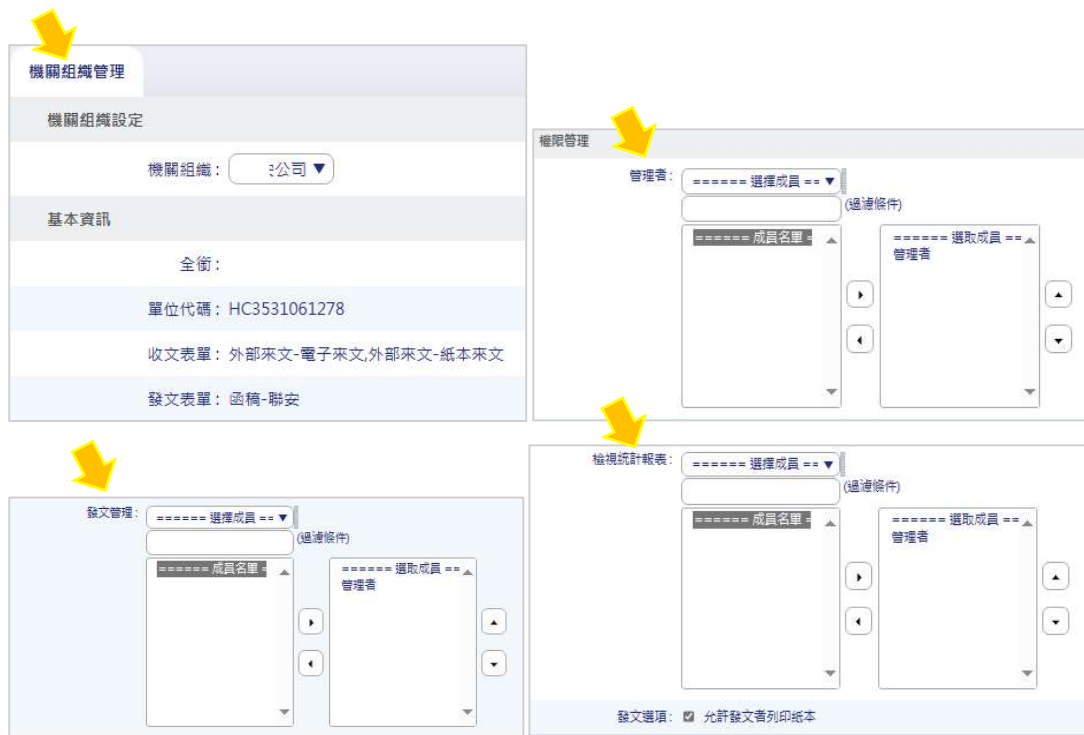 機關組織管理
機關組織設定
機關組織： 公司 ▼
基本資訊
全銜：
單位代碼： HC3531061278
收文表單： 外部來文-電子來文,外部來文-紙本來文
發文表單： 函稿-聯安
權限管理
管理者： ====== 選擇成員 == ▼
(過濾條件)
====== 成員名單 =
====== 選取成員 ==
管理者
發文管理： ====== 選擇成員 == ▼
(過濾條件)
====== 成員名單 =
====== 選取成員 ==
管理者
檢視統計報表： ====== 選擇成員 == ▼
(過濾條件)
====== 成員名單 =
====== 選取成員 ==
管理者
發文選項： 允許發文者列印紙本